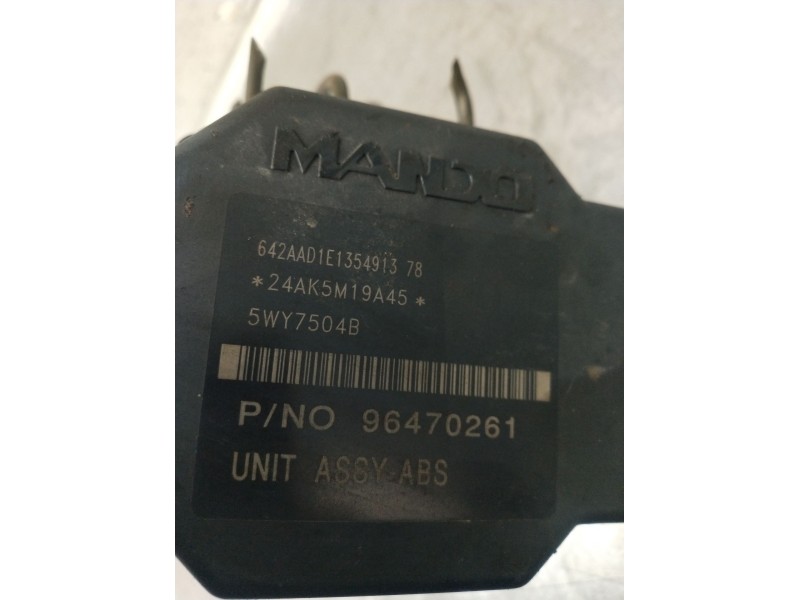 MANDO
642AAD1E1354913 78
*24AK5M19A45*
5WY7504B
P/NO 96470261
UNIT ASSY-ABS